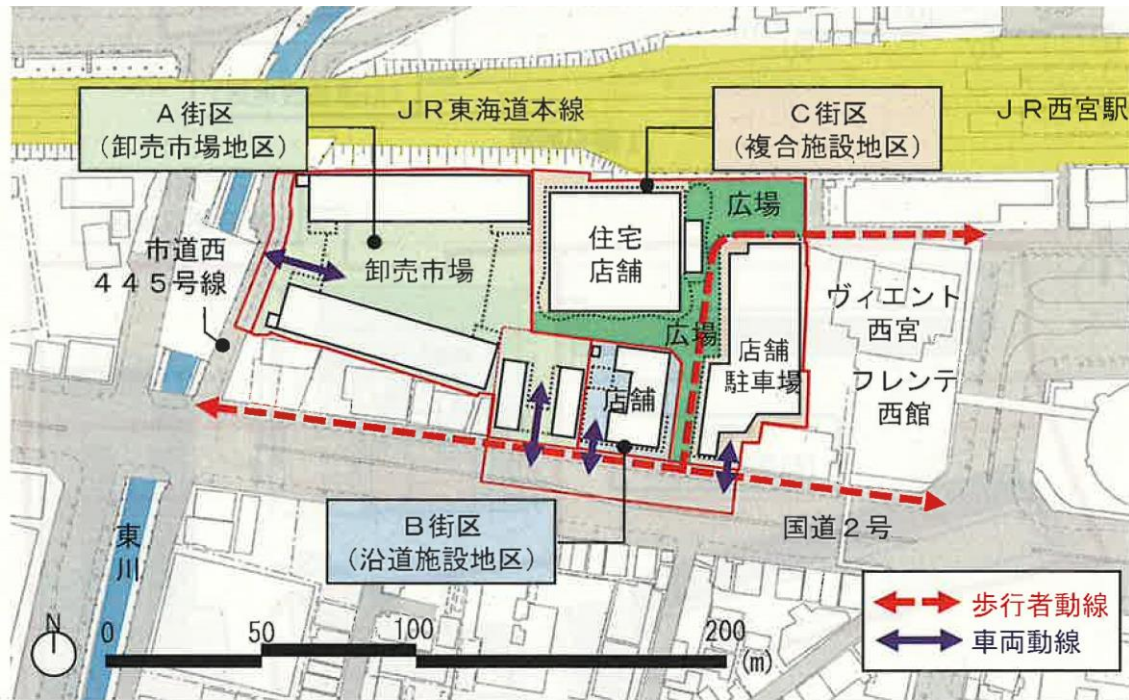 JR東海道本線
JR西宮駅
A街区
(卸売市場地区)
C街区
(複合施設地区)
広場
住宅
店舗
市道西
445号線
卸売市場
ヴィエント
西宮
広場
店舗
駐車場
フレンテ
西館
店舗
B街区
(沿道施設地区)
国道2号
東
川
歩行者動線
車両動線
N
0
50
100
200
(m)